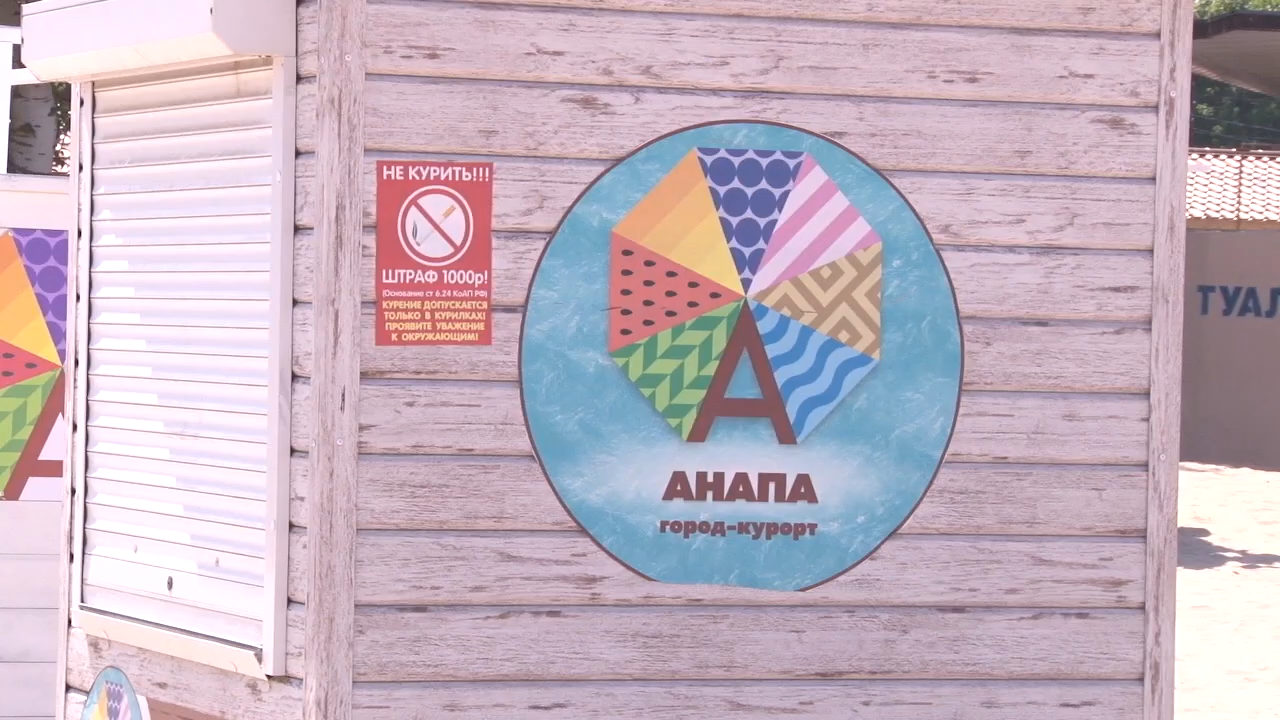 НЕ КУРИТЬ!!!
ШТРАФ 1000р!
(Основание ст 6.24 КоАП РФ)
КУРЕНИЕ ДОПУСКАЕТСЯ
ТОЛЬКО В КУРИЛКАХ!
ПРОЯВИТЕ УВАЖЕНИЕ
К ОКРУЖАЮЩИМ!
А
АНАПА
город-курорт
ТУАЛ